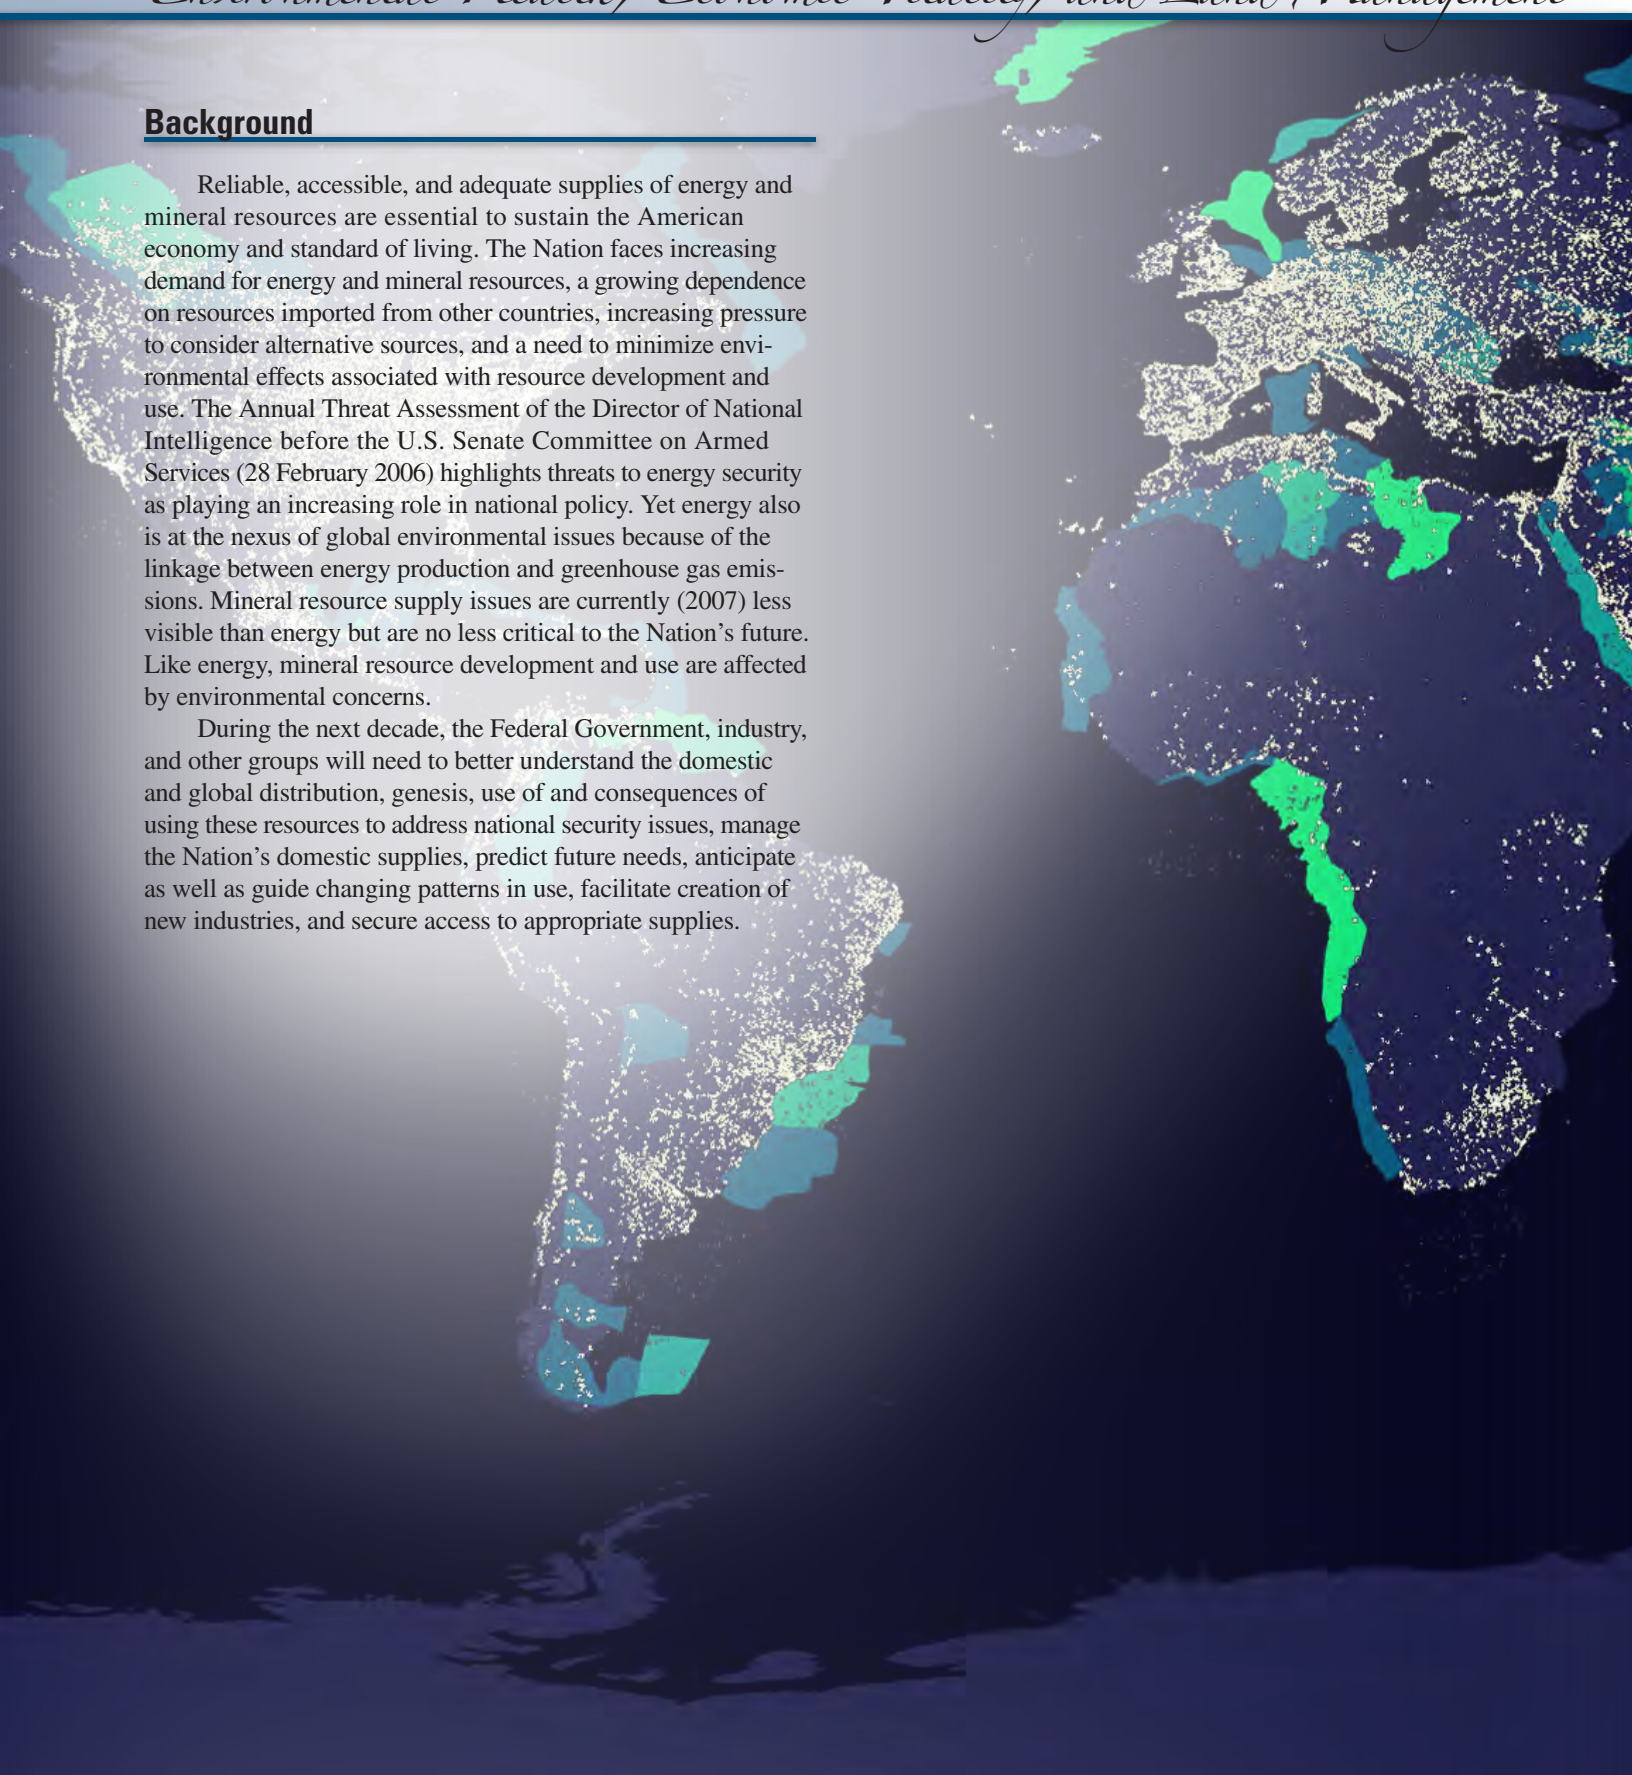 Environmental Health, Economic Vitality, and Land Management
Background
Reliable, accessible, and adequate supplies of energy and
mineral resources are essential to sustain the American
economy and standard of living. The Nation faces increasing
demand for energy and mineral resources, a growing dependence
on resources imported from other countries, increasing pressure
to consider alternative sources, and a need to minimize envi-
ronmental effects associated with resource development and
use. The Annual Threat Assessment of the Director of National
Intelligence before the U.S. Senate Committee on Armed
Services (28 February 2006) highlights threats to energy security
as playing an increasing role in national policy. Yet energy also
is at the nexus of global environmental issues because of the
linkage between energy production and greenhouse gas emis-
sions. Mineral resource supply issues are currently (2007) less
visible than energy but are no less critical to the Nation's future.
Like energy, mineral resource development and use are affected
by environmental concerns.
During the next decade, the Federal Government, industry,
and other groups will need to better understand the domestic
and global distribution, genesis, use of and consequences of
using these resources to address national security issues, manage
the Nation's domestic supplies, predict future needs, anticipate
as well as guide changing patterns in use, facilitate creation of
new industries, and secure access to appropriate supplies.